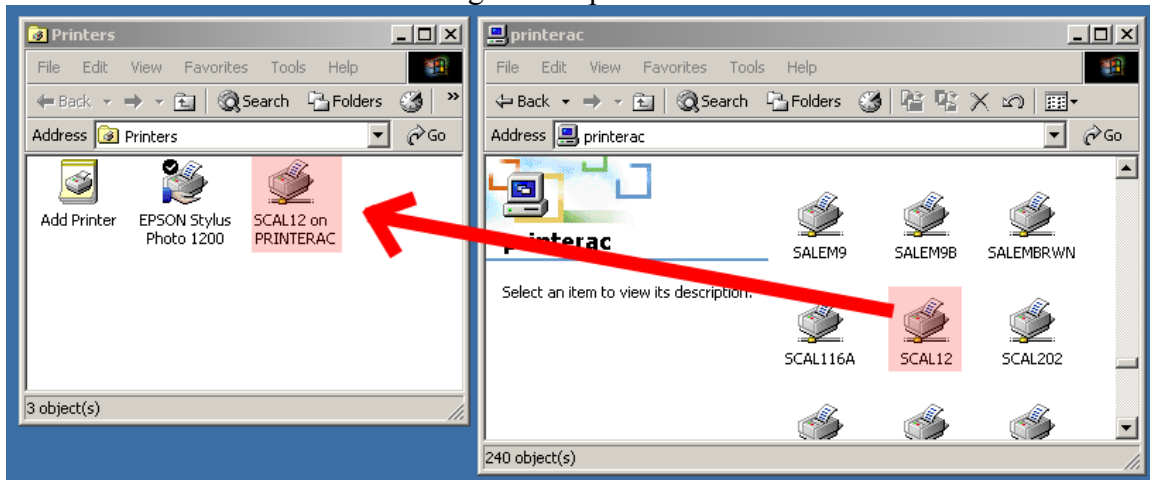 Printers
File Edit View Favorites Tools Help
Back Search Folders »
Address Printers Go
Add Printer
EPSON Stylus
Photo 1200
SCAL12 on
PRINTERAC
3 object(s)
printerac
File Edit View Favorites Tools Help
Back Search Folders
Address printerac Go
printerac
Select an item to view its description.
SALEM9 SALEM9B SALEMBRWN
SCAL116A SCAL12 SCAL202
240 object(s)